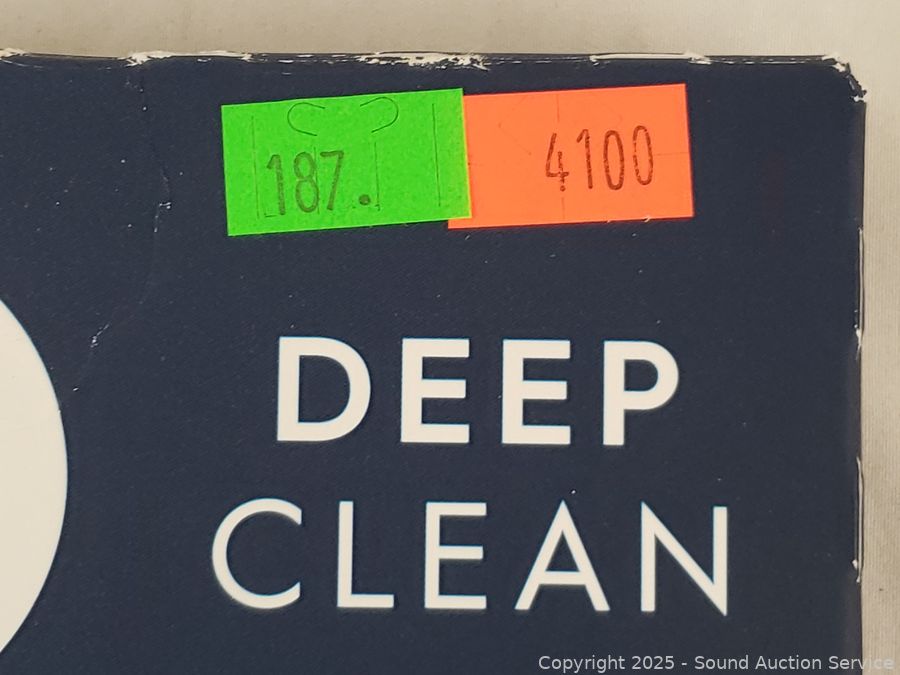 187. 4100
DEEP
CLEAN
Copyright 2025 - Sound Auction Service